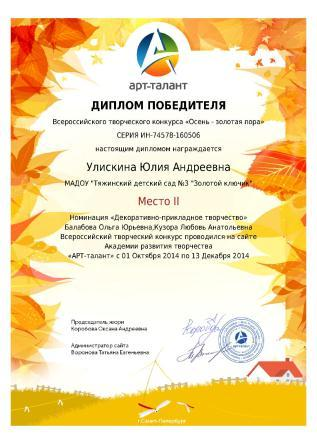 арт-талант
ДИПЛОМ ПОБЕДИТЕЛЯ
Всероссийского творческого конкурса «Осень - золотая пора»
СЕРИЯ ИН-74578-160506
настоящим дипломом награждается
Улискина Юлия Андреевна
МАДОУ "Тяжинский детский сад №3 "Золотой ключик"
Место II
Номинация «Декоративно-прикладное творчество»
Балабова Ольга Юрьевна,Кузора Любовь Анатольевна
Всероссийский творческий конкурс проводился на сайте
Академии развития творчества
«АРТ-талант» с 01 Октября 2014 по 13 Декабря 2014
Председатель жюри
Коробова Оксана Андреевна
Администратор сайта
Воронова Татьяна Евгеньевна
г.Санкт-Петербург